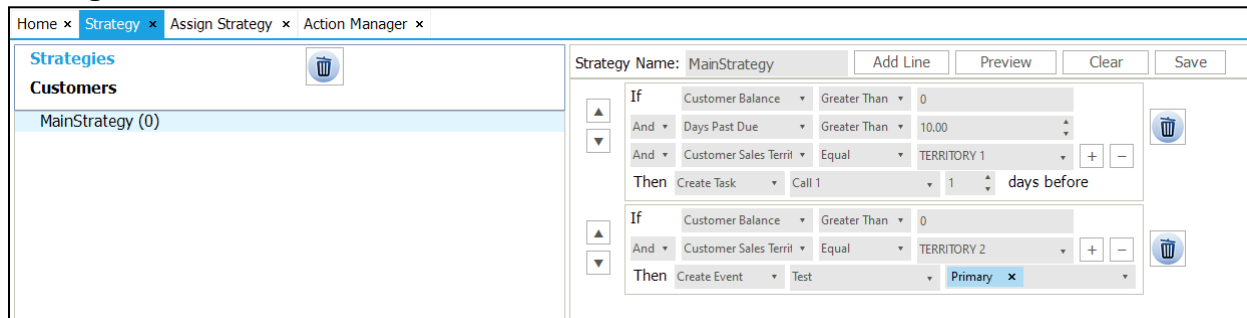 Home × Strategy × Assign Strategy × Action Manager ×
Strategies
Customers
MainStrategy (0)
Strategy Name: MainStrategy Add Line Preview Clear Save
If Customer Balance Greater Than 0
And Days Past Due Greater Than 10.00
And Customer Sales Territ Equal TERRITORY 1 + −
Then Create Task Call 1 1 days before
If Customer Balance Greater Than 0
And Customer Sales Territ Equal TERRITORY 2 + −
Then Create Event Test Primary ×